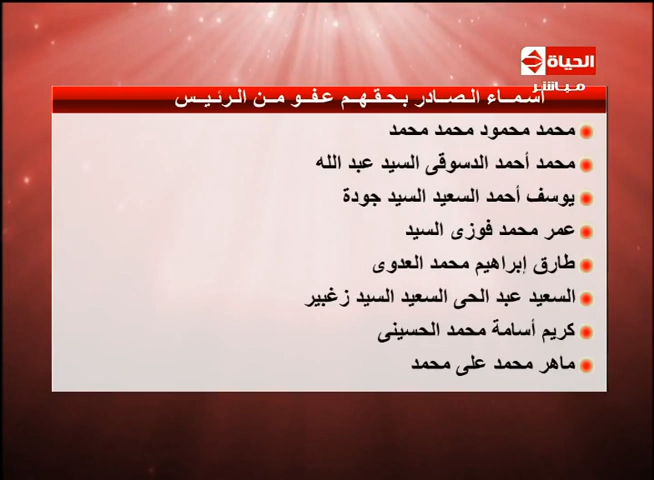 الحياة
مباشر
أسماء الصادر بحقهم عفو من الرئيس
محمد محمود محمد محمد
محمد أحمد الدسوقى السيد عبد الله
يوسف أحمد السعيد السيد جودة
عمر محمد فوزى السيد
طارق إبراهيم محمد العدوى
السعيد عبد الحى السعيد السيد زغبير
كريم أسامة محمد الحسينى
ماهر محمد على محمد